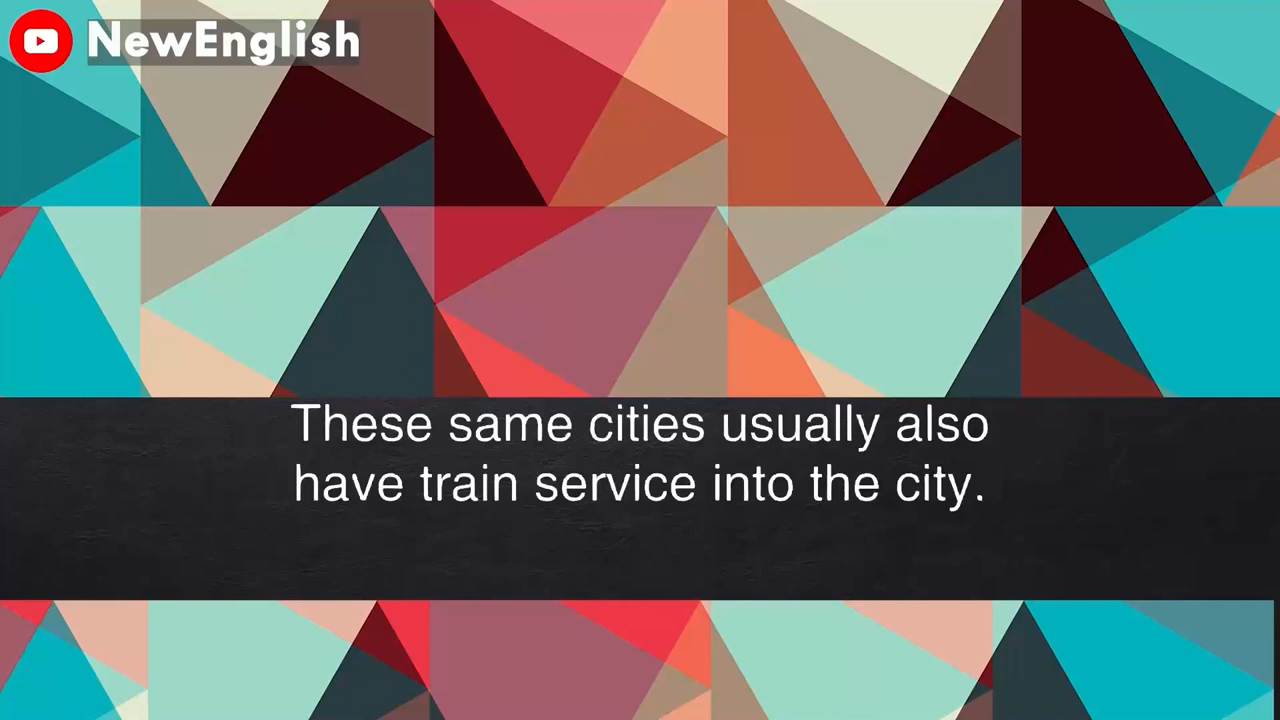 NewEnglish
These same cities usually also
have train service into the city.